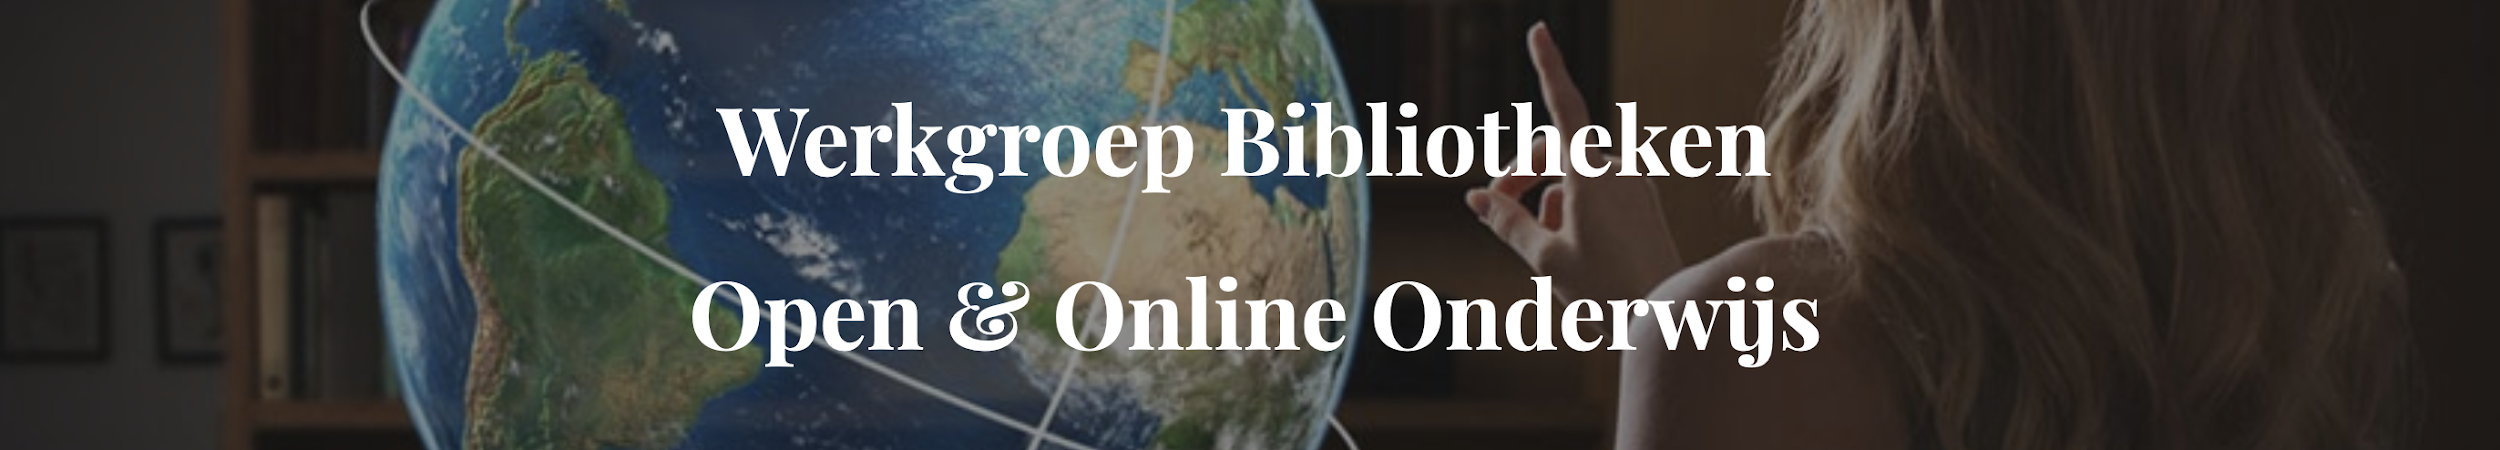 Werkgroep Bibliotheken
Open & Online Onderwijs